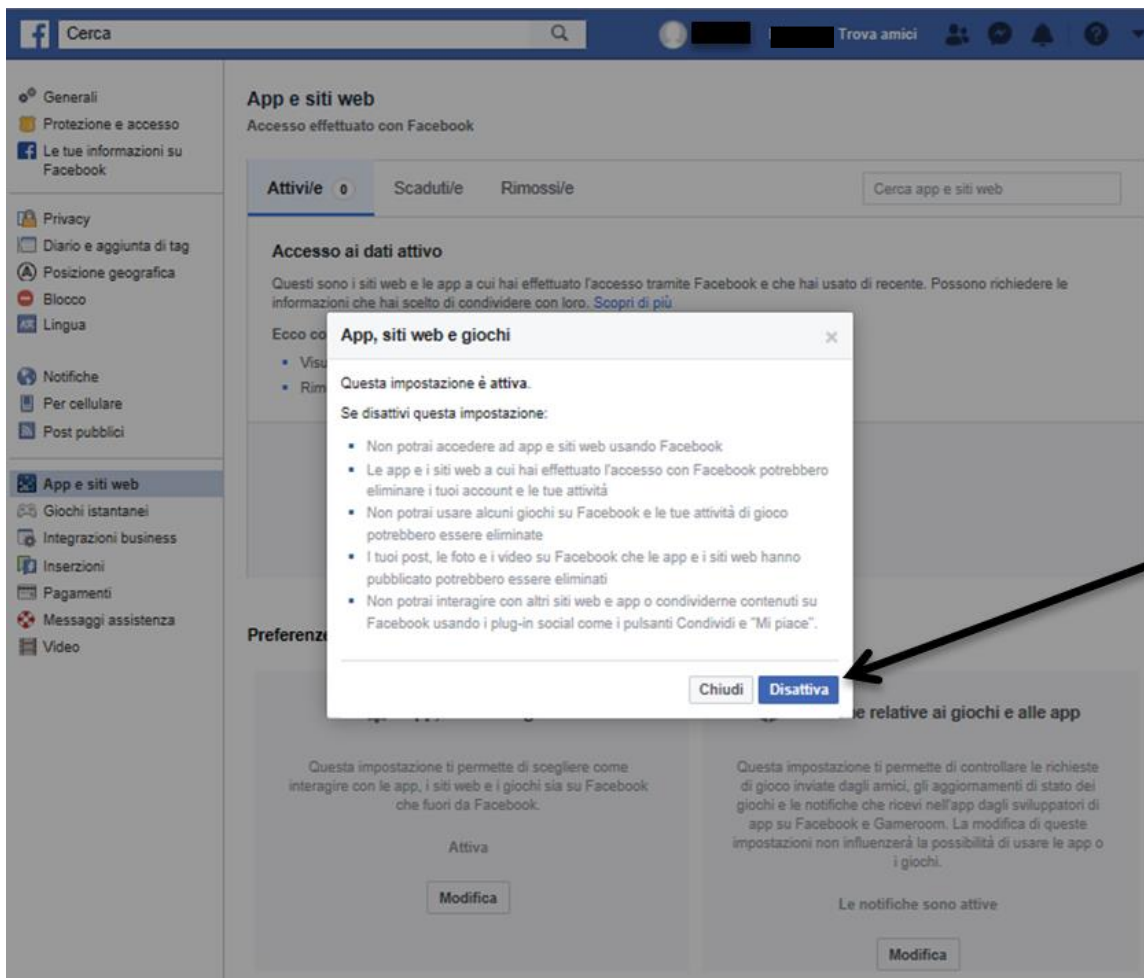 Cerca
Trova amici
Generali
Protezione e accesso
Le tue informazioni su
Facebook
Privacy
Diario e aggiunta di tag
Posizione geografica
Blocco
Lingua
Notifiche
Per cellulare
Post pubblici
App e siti web
Giochi istantanei
Integrazioni business
Inserzioni
Pagamenti
Messaggi assistenza
Video
App e siti web
Accesso effettuato con Facebook
Attivi/e 0 Scaduti/e Rimossi/e
Cerca app e siti web
Accesso ai dati attivo
Questi sono i siti web e le app a cui hai effettuato l'accesso tramite Facebook e che hai usato di recente. Possono richiedere le
informazioni che hai scelto di condividere con loro. Scopri di più
Ecco co
Visu
Rim
App, siti web e giochi
Questa impostazione è attiva.
Se disattivi questa impostazione:
Non potrai accedere ad app e siti web usando Facebook
Le app e i siti web a cui hai effettuato l'accesso con Facebook potrebbero
eliminare i tuoi account e le tue attività
Non potrai usare alcuni giochi su Facebook e le tue attività di gioco
potrebbero essere eliminate
I tuoi post, le foto e i video su Facebook che le app e i siti web hanno
pubblicato potrebbero essere eliminati
Non potrai interagire con altri siti web e app o condividerne contenuti su
Facebook usando i plug-in social come i pulsanti Condividi e "Mi piace".
Chiudi Disattiva
Preferenze
Questa impostazione ti permette di scegliere come
interagire con le app, i siti web e i giochi sia su Facebook
che fuori da Facebook.
Attiva
Modifica
relative ai giochi e alle app
Questa impostazione ti permette di controllare le richieste
di gioco inviate dagli amici, gli aggiornamenti di stato dei
giochi e le notifiche che ricevi nell'app dagli sviluppatori di
app su Facebook e Gameroom. La modifica di queste
impostazioni non influenzerà la possibilità di usare le app o
i giochi.
Le notifiche sono attive
Modifica